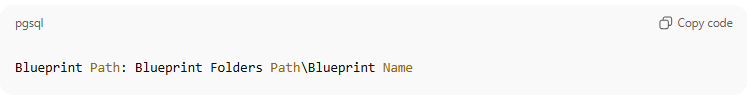 pgsql
Copy code
Blueprint Path: Blueprint Folders Path\Blueprint Name